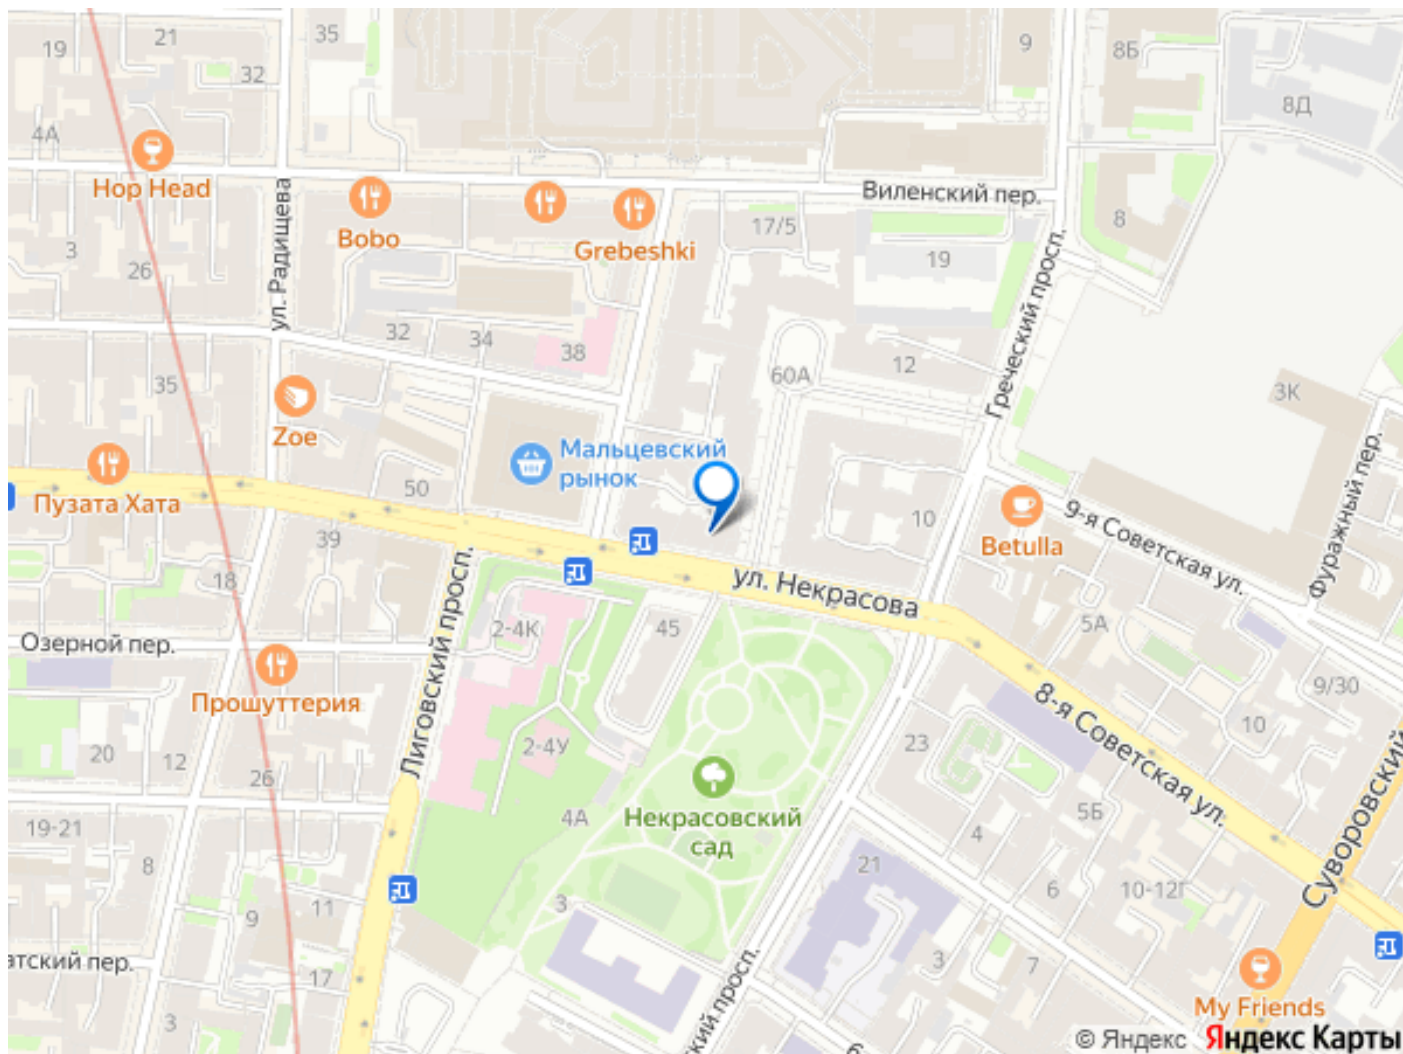 19
21
35
32
9
8Б
8Д
4А
Hop Head
ул. Радищева
Bobo
Grebeshki
Виленский пер.
17/5
8
3
26
19
Греческий просп.
32
34
38
12
60А
35
3К
Zoe
Мальцевский
рынок
Фуражный пер.
Пузата Хата
50
10
Betulla
9-я Советская ул.
39
18
ул. Некрасова
Лиговский просп.
2-4К
45
5А
Озерной пер.
Прошуттерия
9/30
8-я Советская ул.
10
20
12
26
2-4У
23
Суворовский
Некрасовский
сад
4А
19-21
8
5Б
4
21
6
10-12Г
9
11
3
атский пер.
17
3
7
ский просп.
My Friends
3
6
© Яндекс Яндекс Карты